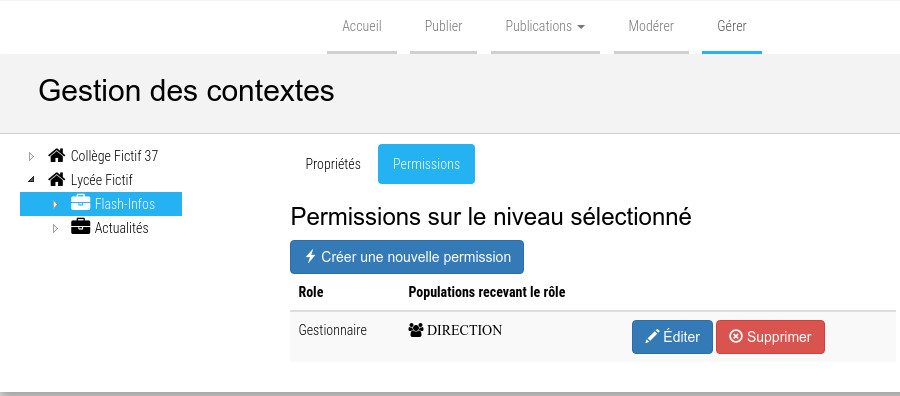 Accueil Publier Publications Modérer Gérer
Gestion des contextes
Collège Fictif 37
Lycée Fictif
Flash-Infos
Actualités
Propriétés Permissions
Permissions sur le niveau sélectionné
Créer une nouvelle permission
Role Populations recevant le rôle
Gestionnaire DIRECTION Éditer Supprimer